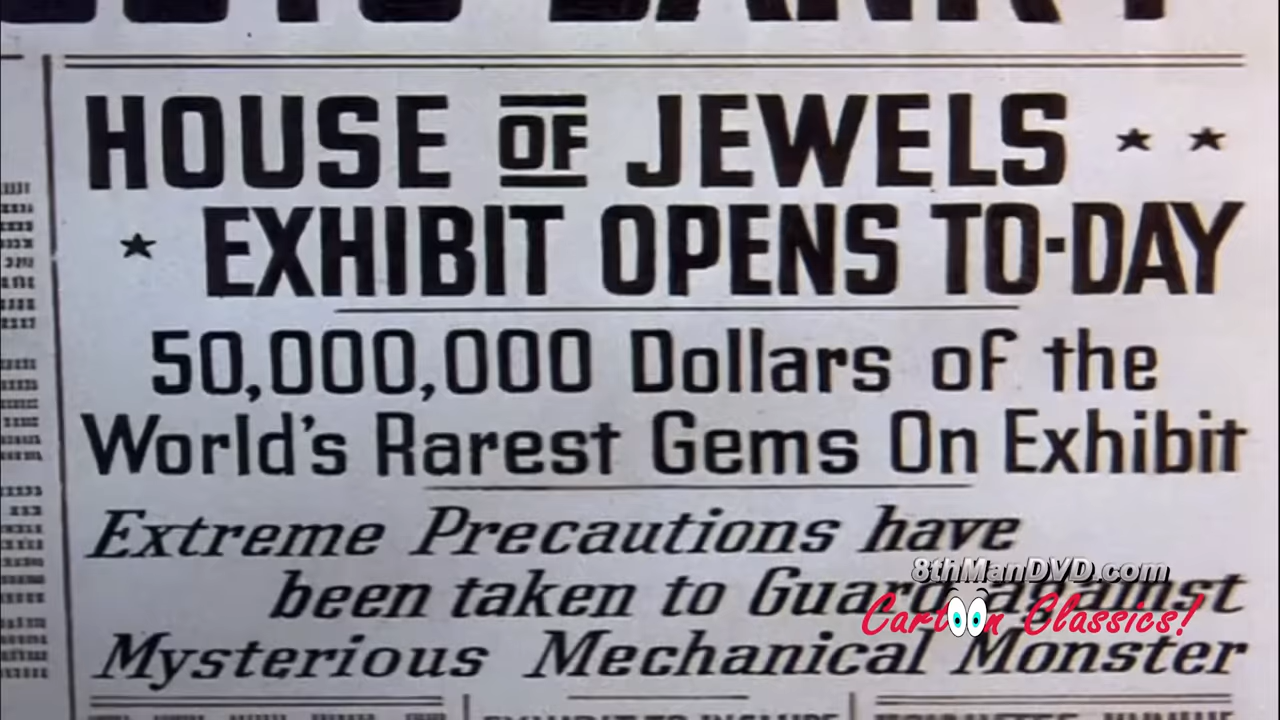 HOUSE OF JEWELS ★ ★
★ EXHIBIT OPENS TO-DAY
50,000,000 Dollars of the
World's Rarest Gems On Exhibit
Extreme Precautions have
been taken to Guard against
Mysterious Mechanical Monster
8thManDVD.com
Cartoon Classics!